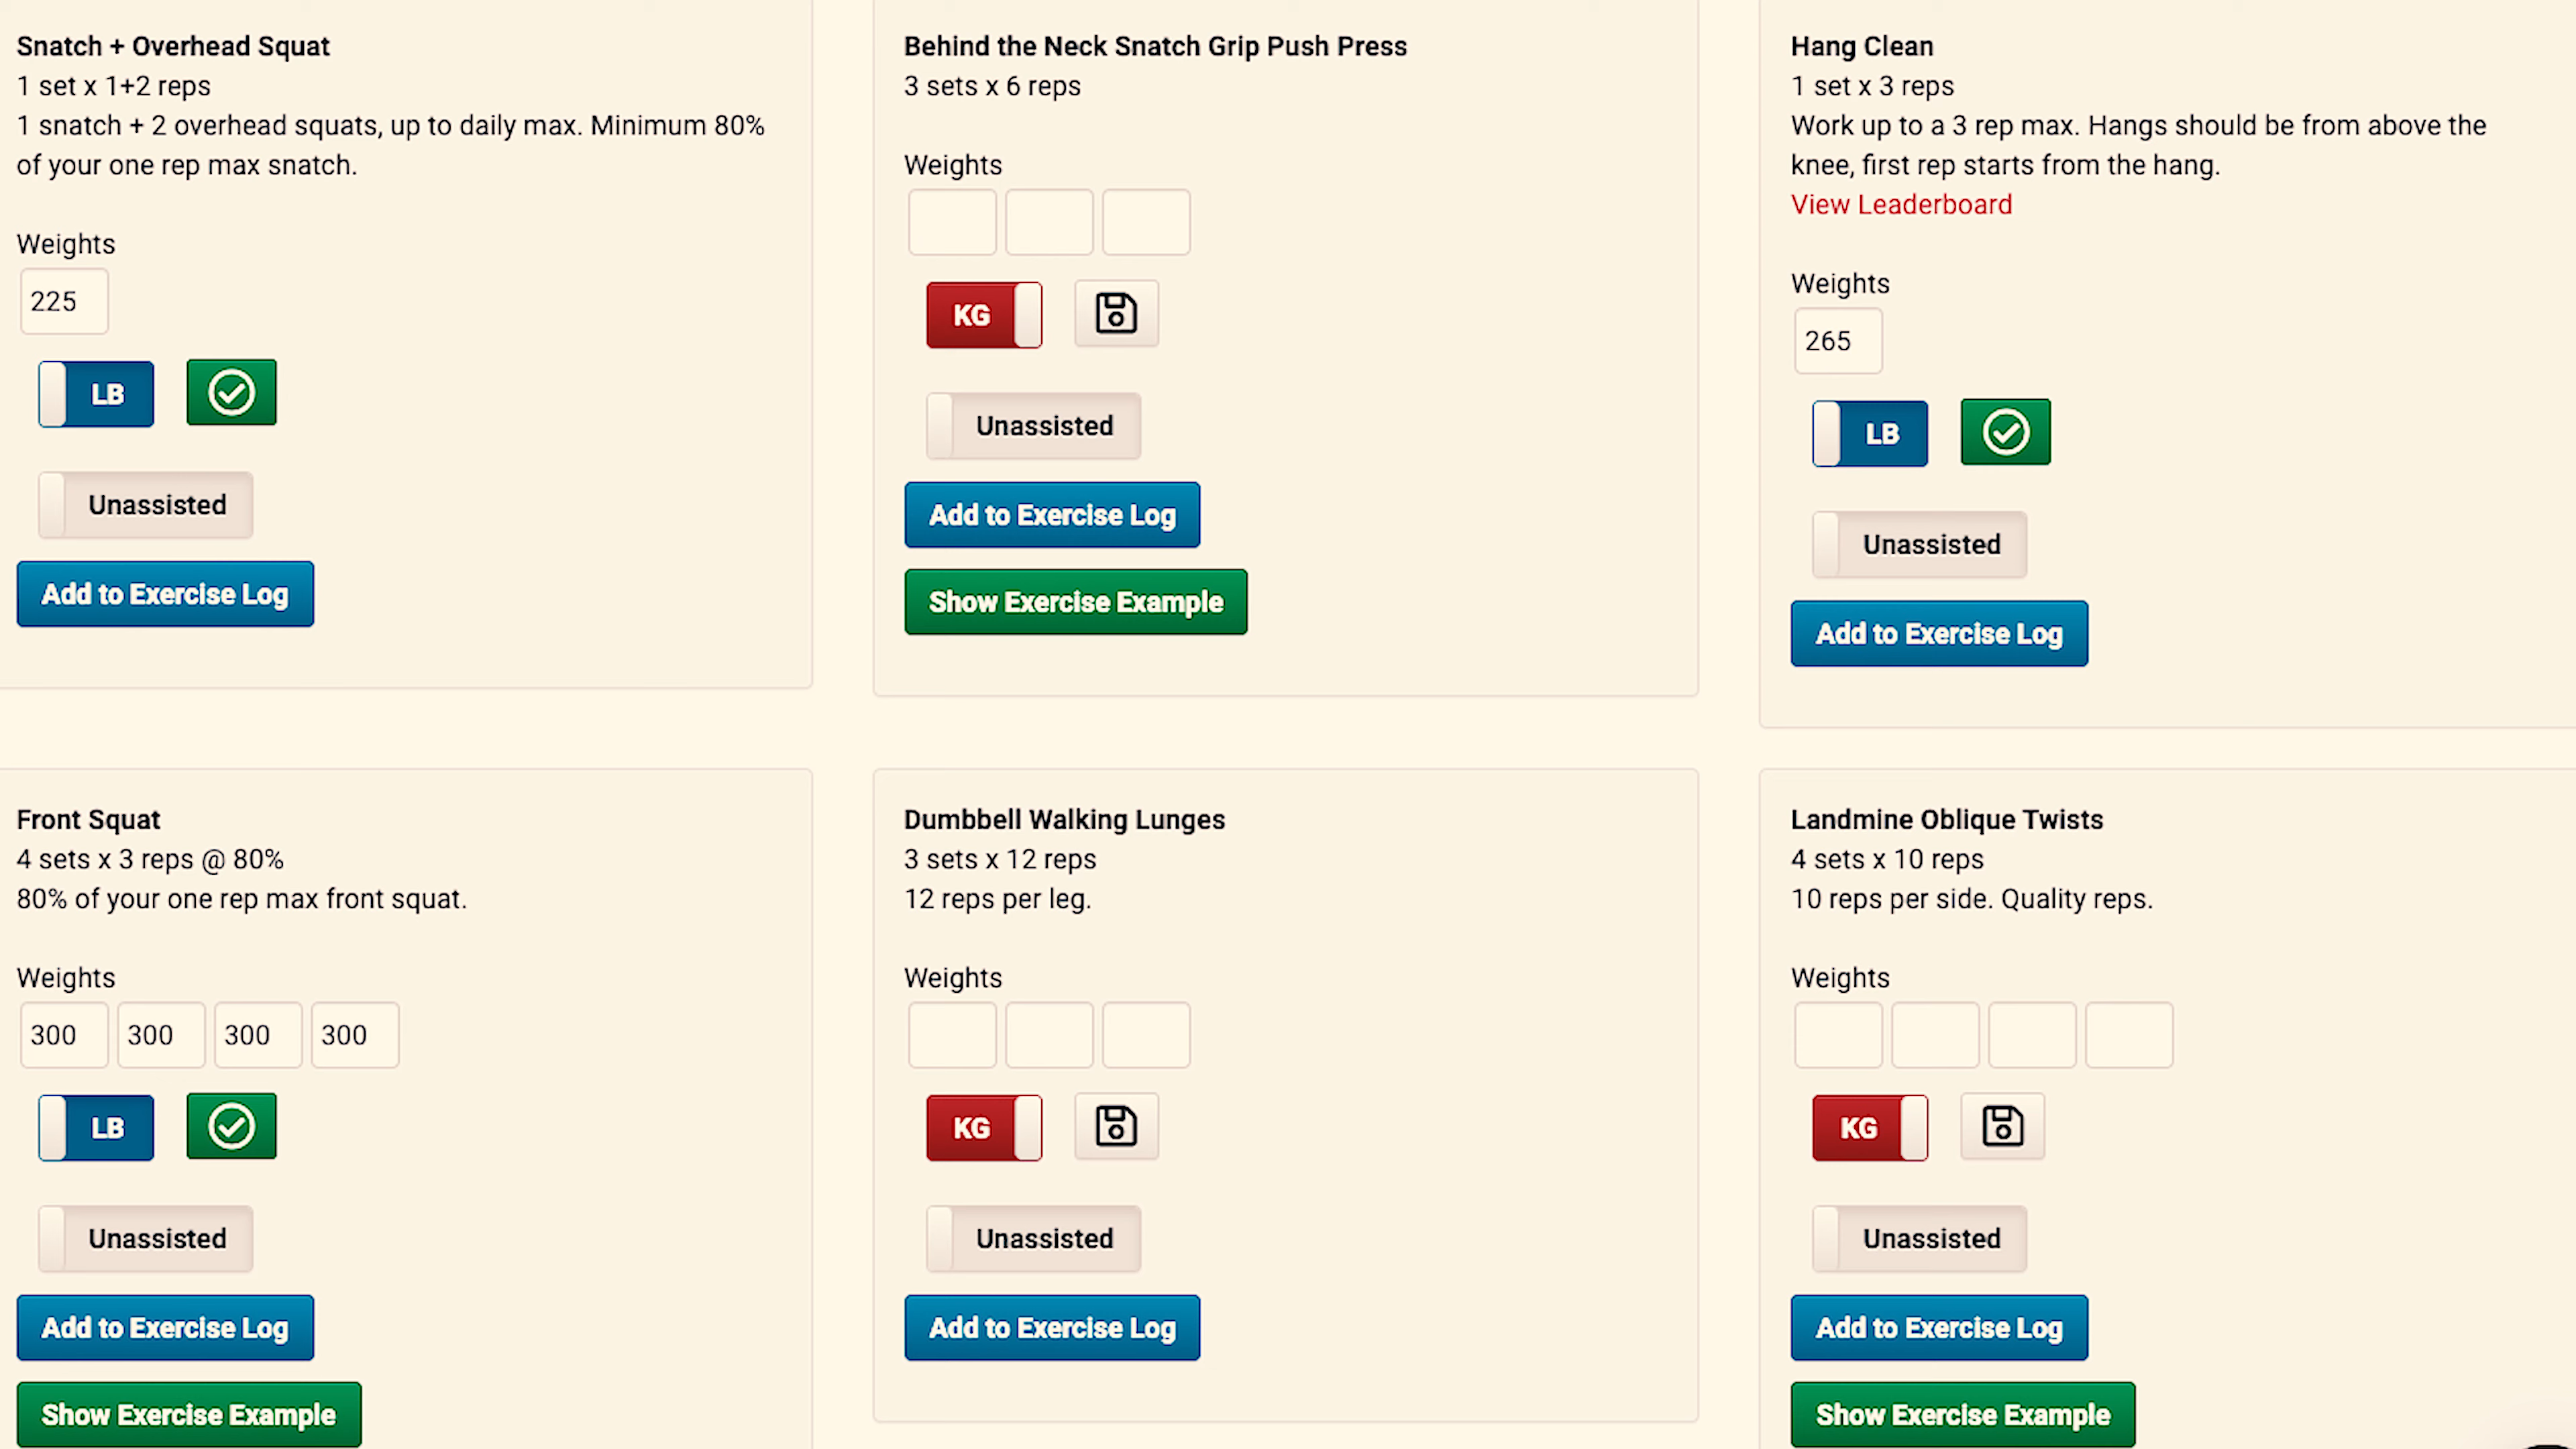 Snatch + Overhead Squat
1 set x 1+2 reps
1 snatch + 2 overhead squats, up to daily max. Minimum 80%
of your one rep max snatch.
Weights
225
LB
Unassisted
Add to Exercise Log
Behind the Neck Snatch Grip Push Press
3 sets x 6 reps
Weights
KG
Unassisted
Add to Exercise Log
Show Exercise Example
Hang Clean
1 set x 3 reps
Work up to a 3 rep max. Hangs should be from above the
knee, first rep starts from the hang.
View Leaderboard
Weights
265
LB
Unassisted
Add to Exercise Log
Front Squat
4 sets x 3 reps @ 80%
80% of your one rep max front squat.
Weights
300 300 300 300
LB
Unassisted
Add to Exercise Log
Show Exercise Example
Dumbbell Walking Lunges
3 sets x 12 reps
12 reps per leg.
Weights
KG
Unassisted
Add to Exercise Log
Landmine Oblique Twists
4 sets x 10 reps
10 reps per side. Quality reps.
Weights
KG
Unassisted
Add to Exercise Log
Show Exercise Example